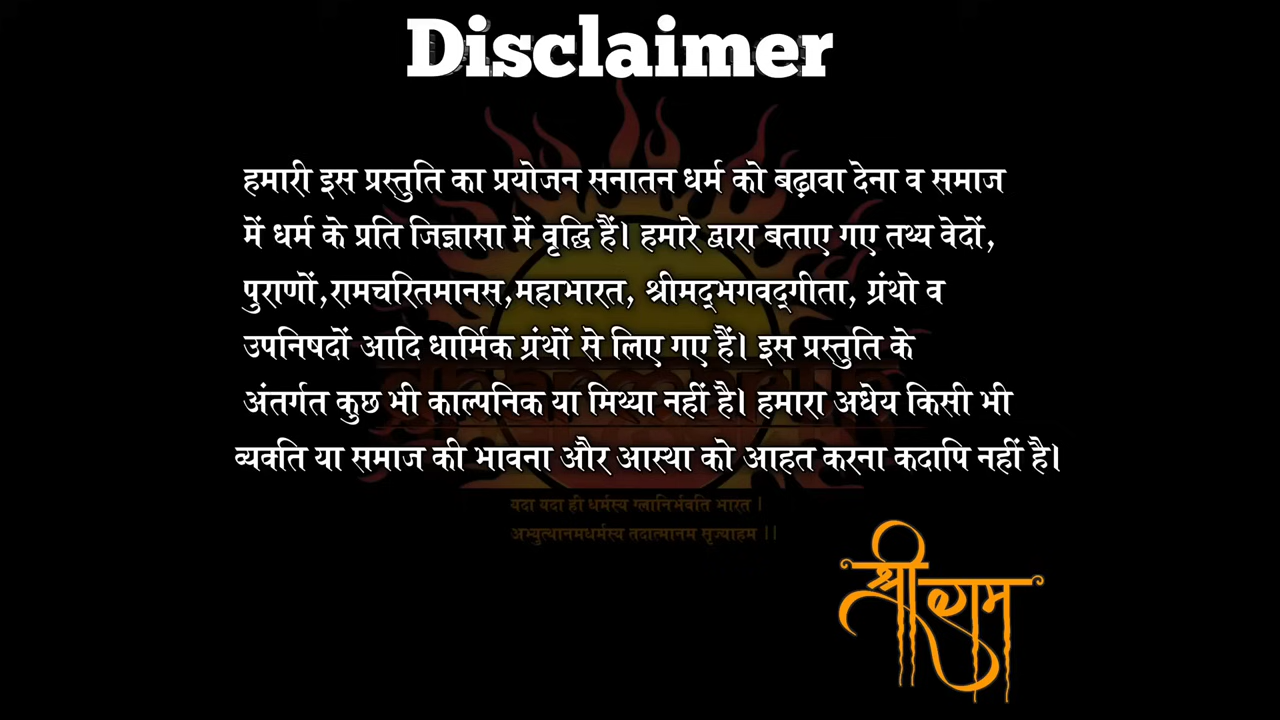 Disclaimer
हमारी इस प्रस्तुति का प्रयोजन सनातन धर्म को बढ़ावा देना व समाज
में धर्म के प्रति जिज्ञासा में वृद्धि हैं। हमारे द्वारा बताए गए तथ्य वेदों,
पुराणों,रामचरितमानस,महाभारत, श्रीमद्भगवद्गीता, ग्रंथो व
उपनिषदों आदि धार्मिक ग्रंथों से लिए गए हैं। इस प्रस्तुति के
अंतर्गत कुछ भी काल्पनिक या मिथ्या नहीं है। हमारा अधेय किसी भी
व्यक्ति या समाज की भावना और आस्था को आहत करना कदापि नहीं है।
यदा यदा ही धर्मस्य ग्लानिर्भवति भारत ।
अभ्युत्थानमधर्मस्य तदात्मानम सृज्याहम ।।
श्री राम